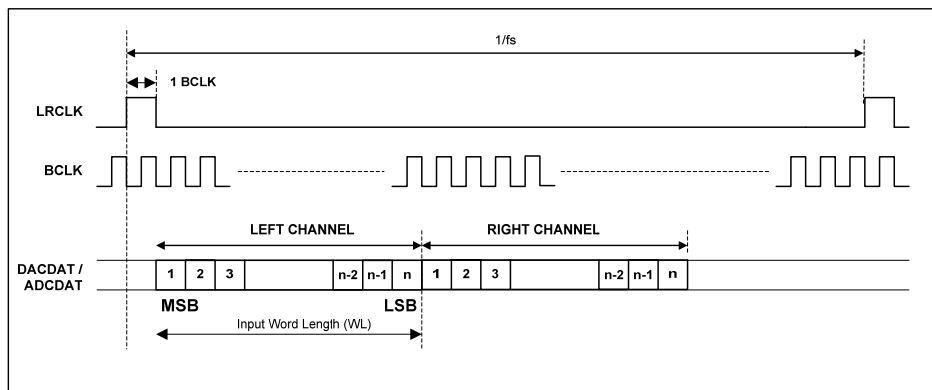 1/fs
1 BCLK
LRCLK
BCLK
LEFT CHANNEL RIGHT CHANNEL
DACDAT /
ADCDAT
1 2 3 n-2 n-1 n 1 2 3 n-2 n-1 n
MSB LSB
Input Word Length (WL)